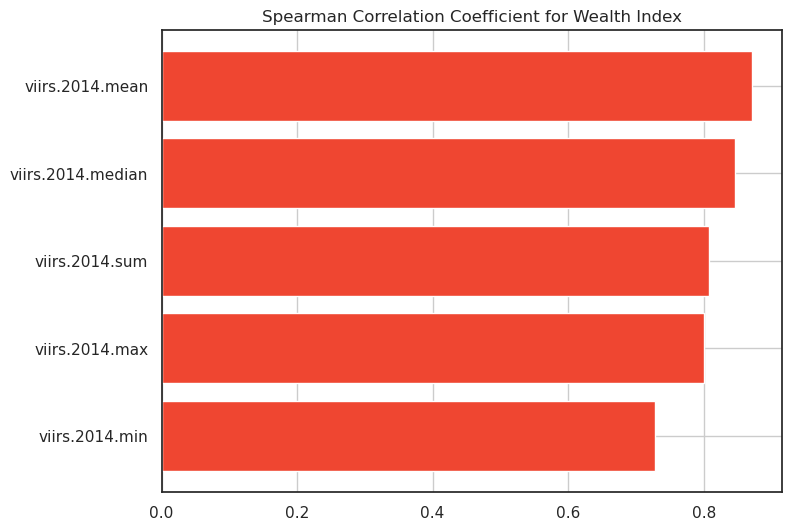 Spearman Correlation Coefficient for Wealth Index
viirs.2014.mean
viirs.2014.median
viirs.2014.sum
viirs.2014.max
viirs.2014.min
0.0 0.2 0.4 0.6 0.8